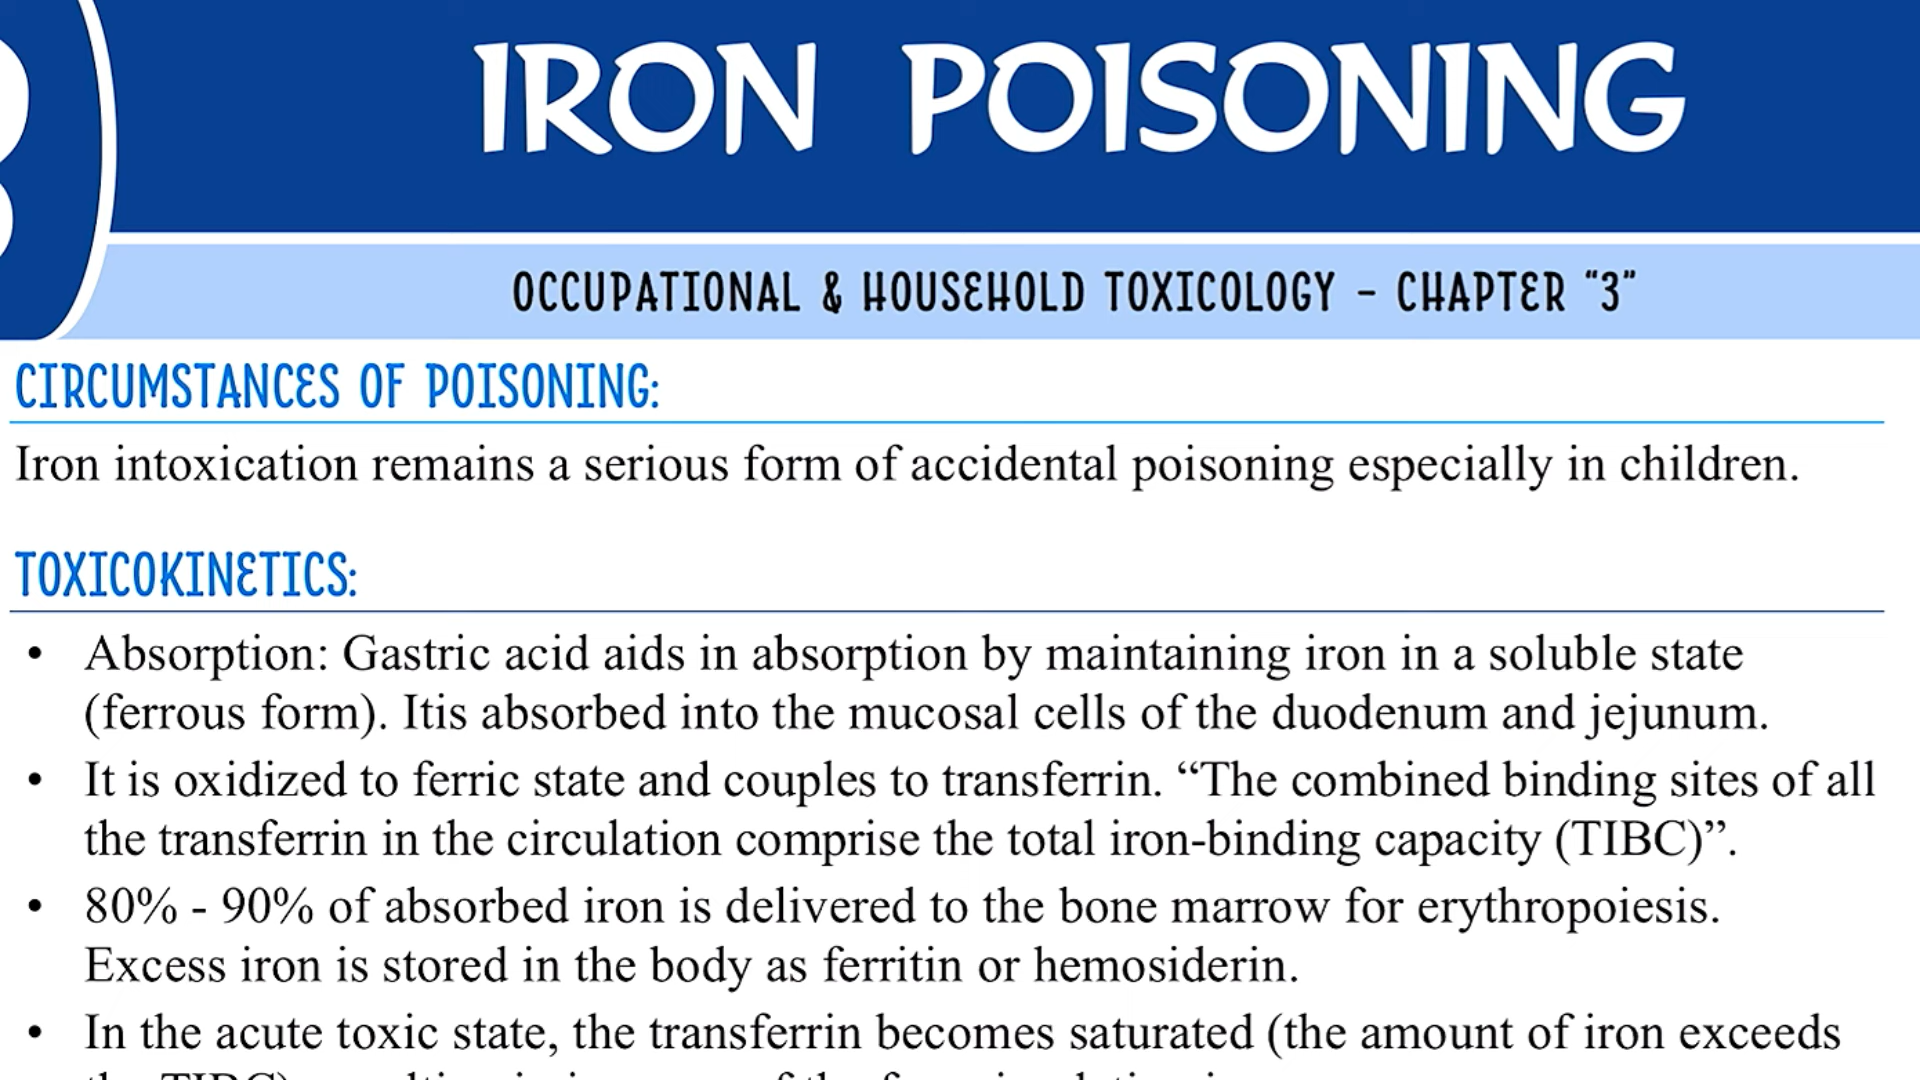 IRON POISONING
OCCUPATIONAL & HOUSEHOLD TOXICOLOGY - CHAPTER "3"
CIRCUMSTANCES OF POISONING:
Iron intoxication remains a serious form of accidental poisoning especially in children.
TOXICOKINETICS:
• Absorption: Gastric acid aids in absorption by maintaining iron in a soluble state
(ferrous form). Itis absorbed into the mucosal cells of the duodenum and jejunum.
• It is oxidized to ferric state and couples to transferrin. “The combined binding sites of all
the transferrin in the circulation comprise the total iron-binding capacity (TIBC)”.
• 80% - 90% of absorbed iron is delivered to the bone marrow for erythropoiesis.
Excess iron is stored in the body as ferritin or hemosiderin.
• In the acute toxic state, the transferrin becomes saturated (the amount of iron exceeds
the TIBC)